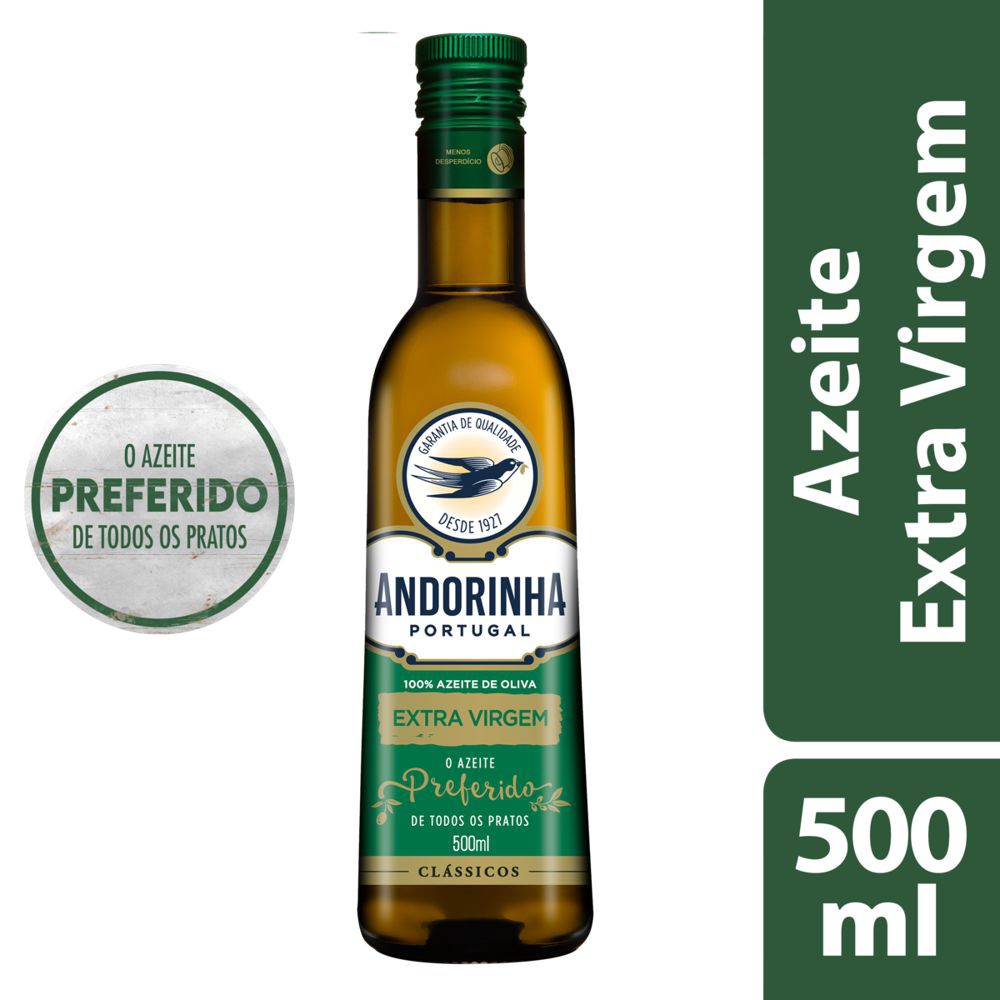 O AZEITE
PREFERIDO
DE TODOS OS PRATOS
MENOS
DESPERDÍCIO
GARANTIA DE QUALIDADE
DESDE 1927
ANDORINHA
PORTUGAL
100% AZEITE DE OLIVA
EXTRA VIRGEM
O AZEITE
Preferido
DE TODOS OS PRATOS
500ml
CLÁSSICOS
Azeite
Extra Virgem
500
ml